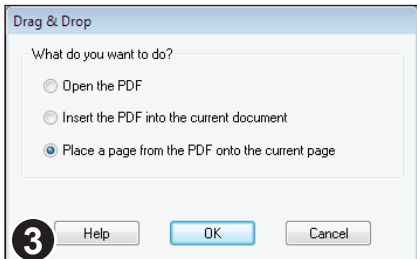 Drag & Drop
What do you want to do?
Open the PDF
Insert the PDF into the current document
Place a page from the PDF onto the current page
3 Help OK Cancel